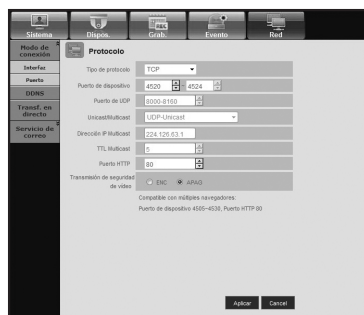 Sistema Dispos. Grab. Evento Red
Modo de conexión
Interfaz
Puerto
DDNS
Transf. en directo
Servicio de correo
Protocolo
Tipo de protocolo TCP
Puerto de dispositivo 4520 - 4524
Puerto de UDP 8000-8160
Unicast/Multicast UDP-Unicast
Dirección IP Multicast 224.126.63.1
TTL Multicast 5
Puerto HTTP 80
Transmisión de seguridad de vídeo ENC APAG
Compatible con múltiples navegadores:
Puerto de dispositivo 4505~4530, Puerto HTTP 80
Aplicar Cancel